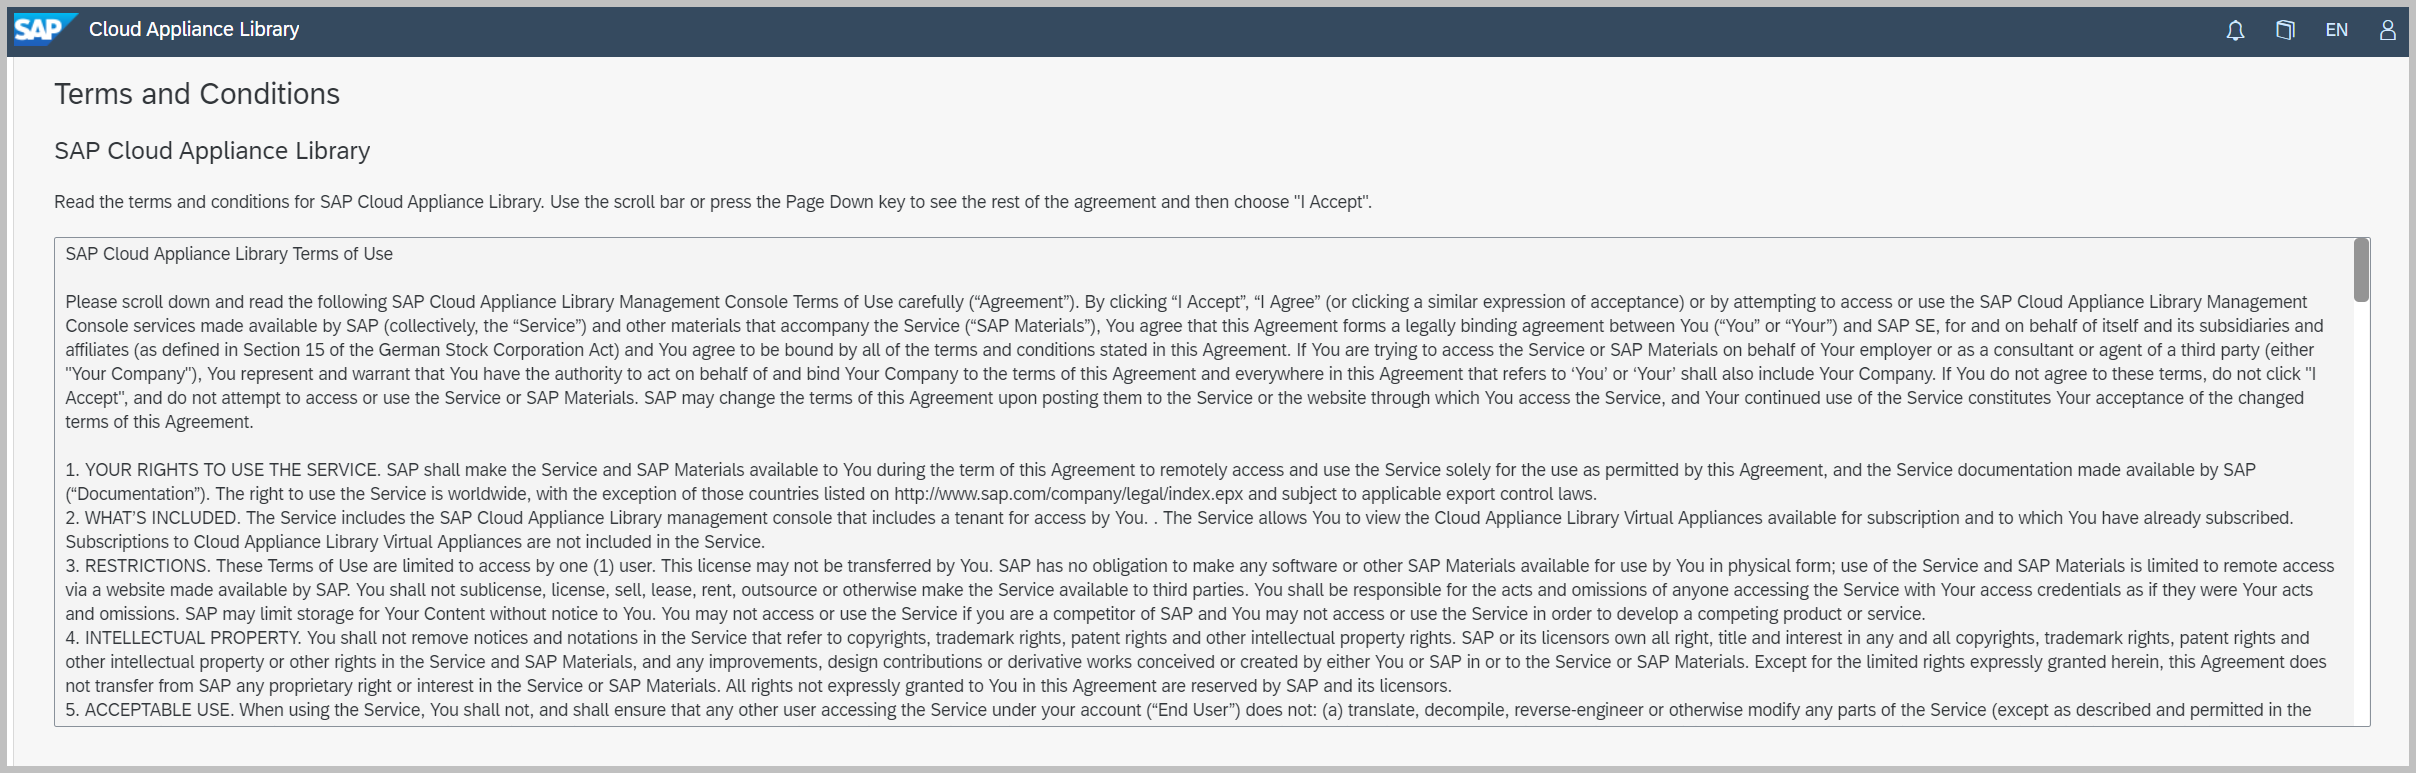 SAP Cloud Appliance Library EN
Terms and Conditions
SAP Cloud Appliance Library
Read the terms and conditions for SAP Cloud Appliance Library. Use the scroll bar or press the Page Down key to see the rest of the agreement and then choose "I Accept".
SAP Cloud Appliance Library Terms of Use
Please scroll down and read the following SAP Cloud Appliance Library Management Console Terms of Use carefully (“Agreement”). By clicking “I Accept”, “I Agree” (or clicking a similar expression of acceptance) or by attempting to access or use the SAP Cloud Appliance Library Management
Console services made available by SAP (collectively, the “Service”) and other materials that accompany the Service (“SAP Materials”), You agree that this Agreement forms a legally binding agreement between You (“You” or “Your”) and SAP SE, for and on behalf of itself and its subsidiaries and
affiliates (as defined in Section 15 of the German Stock Corporation Act) and You agree to be bound by all of the terms and conditions stated in this Agreement. If You are trying to access the Service or SAP Materials on behalf of Your employer or as a consultant or agent of a third party (either
"Your Company"), You represent and warrant that You have the authority to act on behalf of and bind Your Company to the terms of this Agreement and everywhere in this Agreement that refers to ‘You’ or ‘Your’ shall also include Your Company. If You do not agree to these terms, do not click "I
Accept", and do not attempt to access or use the Service or SAP Materials. SAP may change the terms of this Agreement upon posting them to the Service or the website through which You access the Service, and Your continued use of the Service constitutes Your acceptance of the changed
terms of this Agreement.
1. YOUR RIGHTS TO USE THE SERVICE. SAP shall make the Service and SAP Materials available to You during the term of this Agreement to remotely access and use the Service solely for the use as permitted by this Agreement, and the Service documentation made available by SAP
(“Documentation”). The right to use the Service is worldwide, with the exception of those countries listed on http://www.sap.com/company/legal/index.epx and subject to applicable export control laws.
2. WHAT’S INCLUDED. The Service includes the SAP Cloud Appliance Library management console that includes a tenant for access by You. . The Service allows You to view the Cloud Appliance Library Virtual Appliances available for subscription and to which You have already subscribed.
Subscriptions to Cloud Appliance Library Virtual Appliances are not included in the Service.
3. RESTRICTIONS. These Terms of Use are limited to access by one (1) user. This license may not be transferred by You. SAP has no obligation to make any software or other SAP Materials available for use by You in physical form; use of the Service and SAP Materials is limited to remote access
via a website made available by SAP. You shall not sublicense, license, sell, lease, rent, outsource or otherwise make the Service available to third parties. You shall be responsible for the acts and omissions of anyone accessing the Service with Your access credentials as if they were Your acts
and omissions. SAP may limit storage for Your Content without notice to You. You may not access or use the Service if you are a competitor of SAP and You may not access or use the Service in order to develop a competing product or service.
4. INTELLECTUAL PROPERTY. You shall not remove notices and notations in the Service that refer to copyrights, trademark rights, patent rights and other intellectual property rights. SAP or its licensors own all right, title and interest in any and all copyrights, trademark rights, patent rights and
other intellectual property or other rights in the Service and SAP Materials, and any improvements, design contributions or derivative works conceived or created by either You or SAP in or to the Service or SAP Materials. Except for the limited rights expressly granted herein, this Agreement does
not transfer from SAP any proprietary right or interest in the Service or SAP Materials. All rights not expressly granted to You in this Agreement are reserved by SAP and its licensors.
5. ACCEPTABLE USE. When using the Service, You shall not, and shall ensure that any other user accessing the Service under your account (“End User”) does not: (a) translate, decompile, reverse-engineer or otherwise modify any parts of the Service (except as described and permitted in the